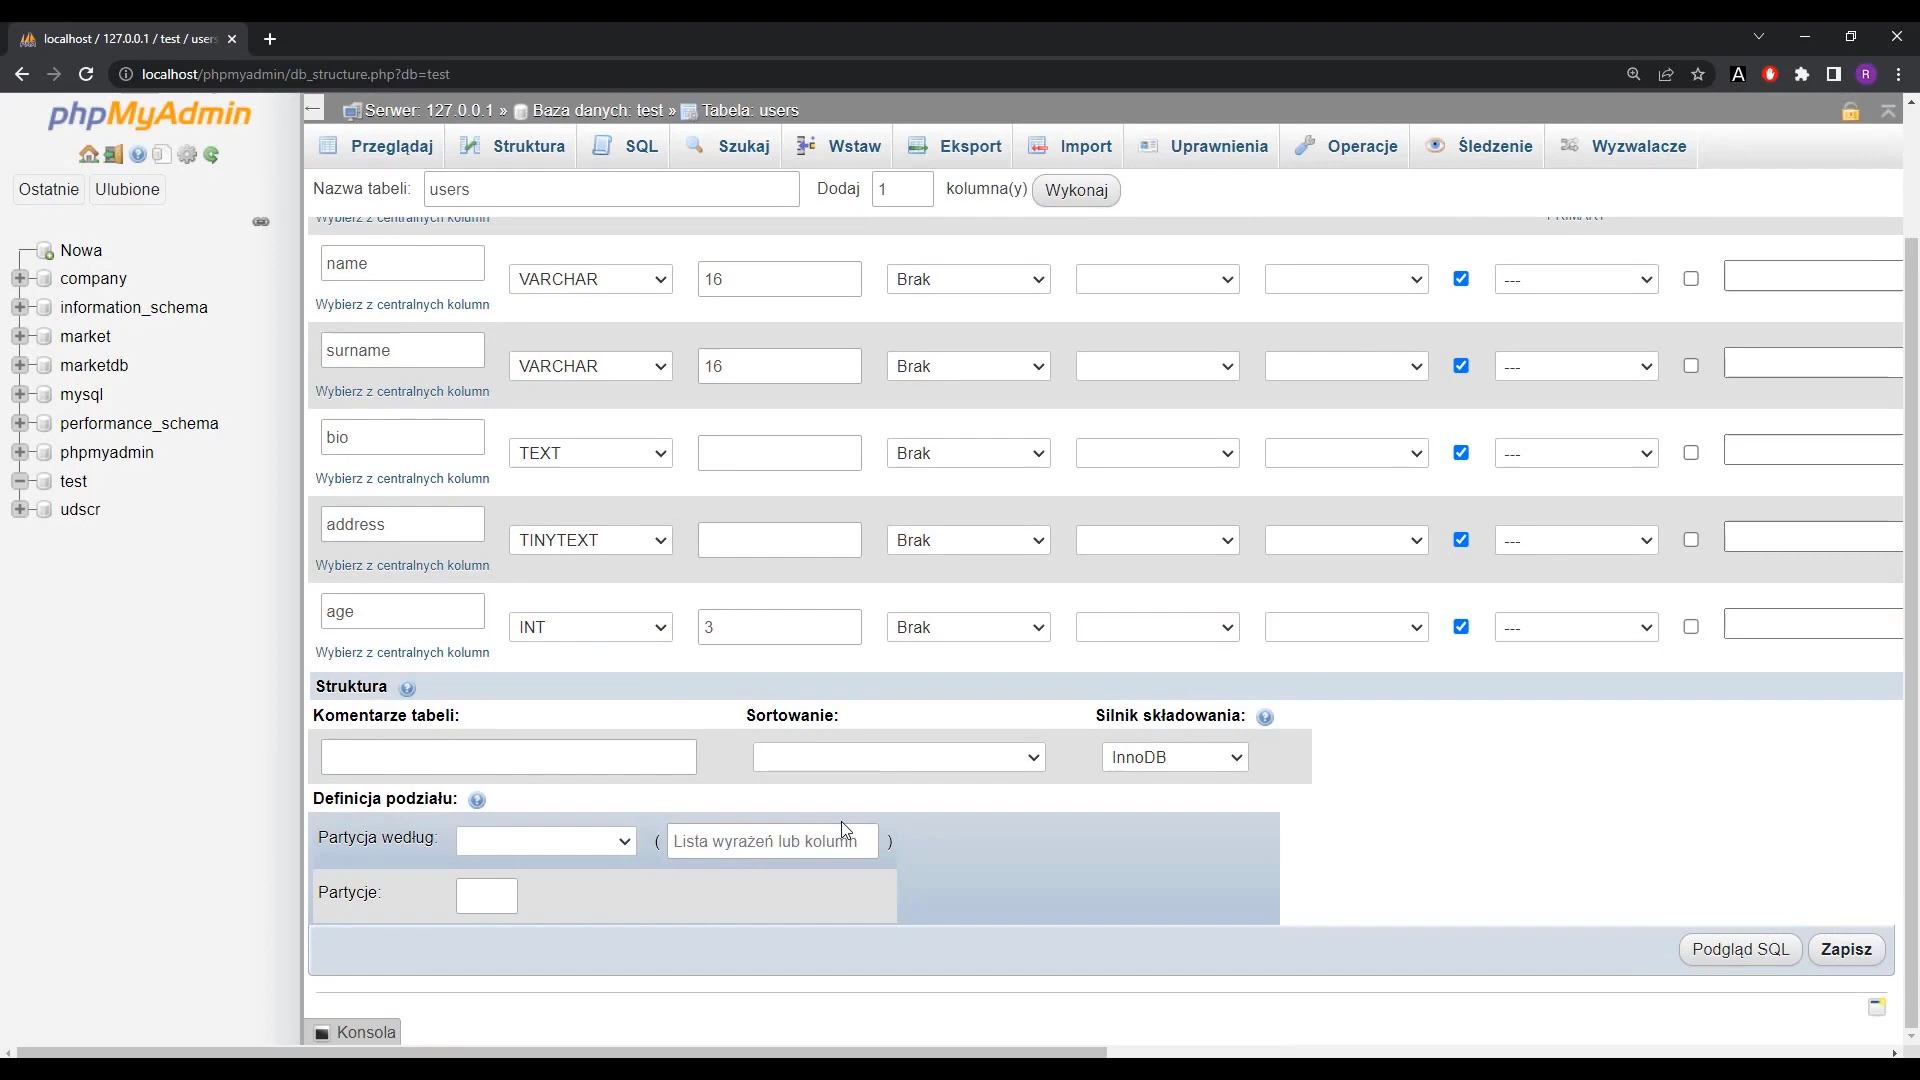 localhost / 127.0.0.1 / test / users
localhost/phpmyadmin/db_structure.php?db=test
A
R
phpMyAdmin
Ostatnie
Ulubione
Nowa
company
information_schema
market
marketdb
mysql
performance_schema
phpmyadmin
test
udscr
Serwer: 127.0.0.1 » Baza danych: test » Tabela: users
Przeglądaj Struktura SQL Szukaj Wstaw Eksport Import Uprawnienia Operacje Śledzenie Wyzwalacze
Nazwa tabeli: users Dodaj 1 kolumna(y) Wykonaj
Wybierz z centralnych kolumn PRIMARY
name VARCHAR 16 Brak ---
Wybierz z centralnych kolumn
surname VARCHAR 16 Brak ---
Wybierz z centralnych kolumn
bio TEXT Brak ---
Wybierz z centralnych kolumn
address TINYTEXT Brak ---
Wybierz z centralnych kolumn
age INT 3 Brak ---
Wybierz z centralnych kolumn
Struktura
Komentarze tabeli: Sortowanie: Silnik składowania:
InnoDB
Definicja podziału:
Partycja według: ( Lista wyrażeń lub kolumn )
Partycje:
Podgląd SQL Zapisz
Konsola